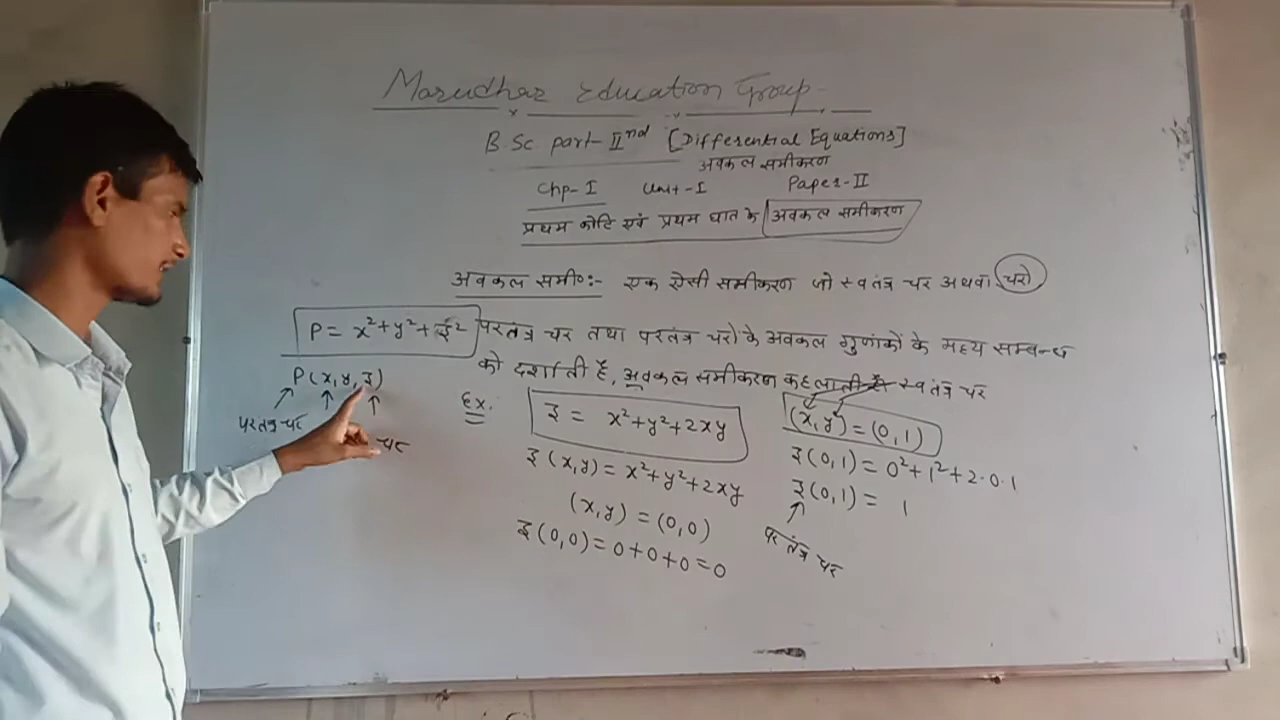 Marudhar Education Group
B.Sc. part-IInd [Differential Equations]
अवकल समीकरण
Chp-I Unit-I Paper-II
प्रथम कोटि एवं प्रथम घात के अवकल समीकरण
अवकल समी०:- एक ऐसी समीकरण जो स्वतंत्र चर अथवा चरो
परतंत्र चर तथा परतंत्र चरो के अवकल गुणांकों के मध्य सम्बन्ध
को दर्शाती है, अवकल समीकरण कहलाती है
P = x²+y²+z²
P(x,y,z)
परतंत्र चर
चर
Ex.
z = x²+y²+2xy
z(x,y) = x²+y²+2xy
(x,y) = (0,0)
z(0,0) = 0+0+0=0
स्वतंत्र चर
(x,y) = (0,1)
z(0,1) = 0²+1²+2·0·1
z(0,1) = 1
परतंत्र चर